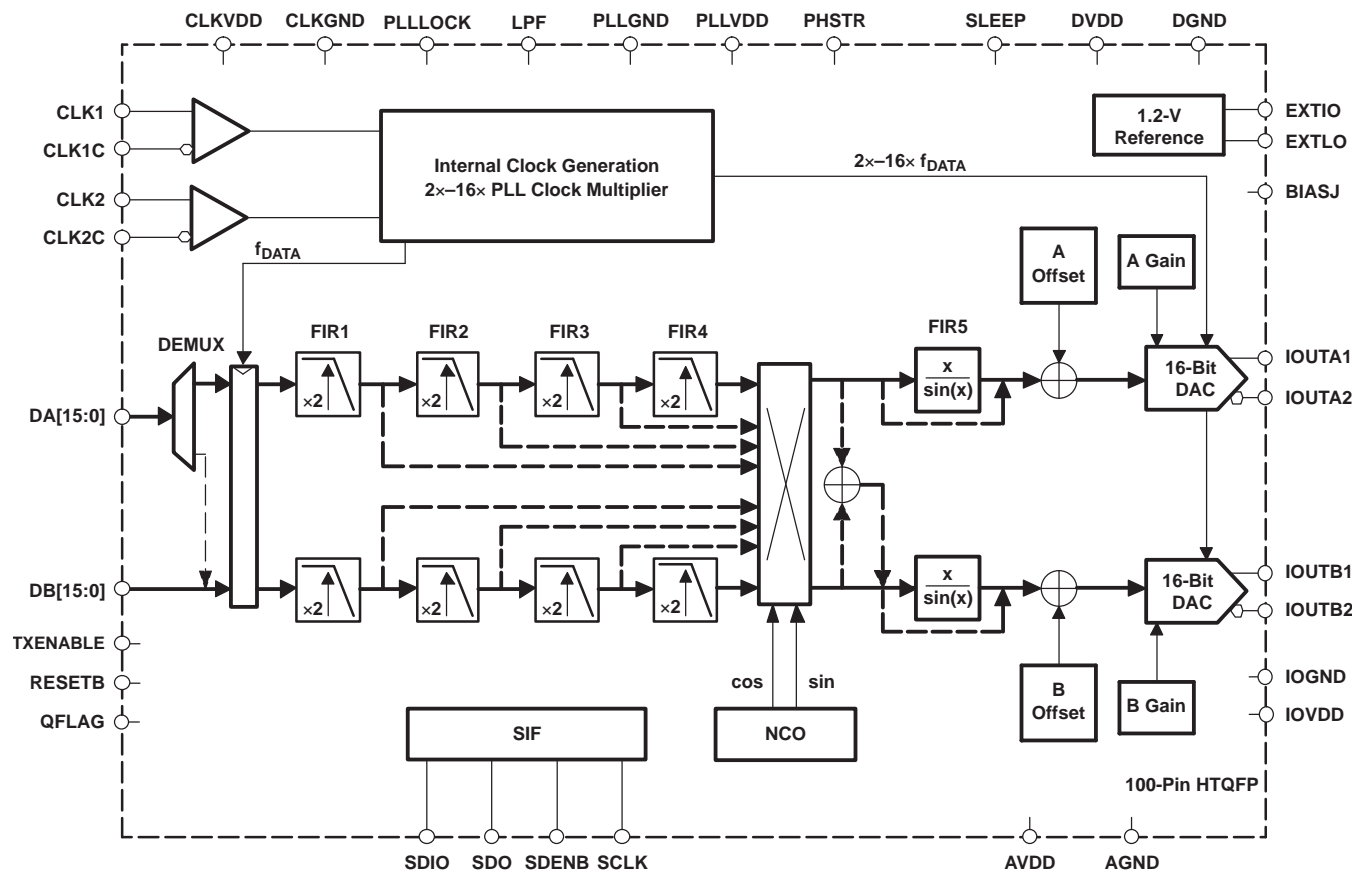 CLKVDD
CLKGND
PLLLOCK
LPF
PLLGND
PLLVDD
PHSTR
SLEEP
DVDD
DGND
CLK1
CLK1C
CLK2
CLK2C
Internal Clock Generation
2×–16× PLL Clock Multiplier
2×–16× fDATA
fDATA
1.2-V
Reference
EXTIO
EXTLO
BIASJ
A
Offset
A Gain
DEMUX
FIR1
FIR2
FIR3
FIR4
FIR5
×2
×2
×2
×2
x
sin(x)
16-Bit
DAC
IOUTA1
IOUTA2
DA[15:0]
DB[15:0]
×2
×2
×2
×2
x
sin(x)
16-Bit
DAC
IOUTB1
IOUTB2
TXENABLE
RESETB
QFLAG
cos
sin
B
Offset
B Gain
IOGND
IOVDD
SIF
NCO
100-Pin HTQFP
SDIO
SDO
SDENB
SCLK
AVDD
AGND